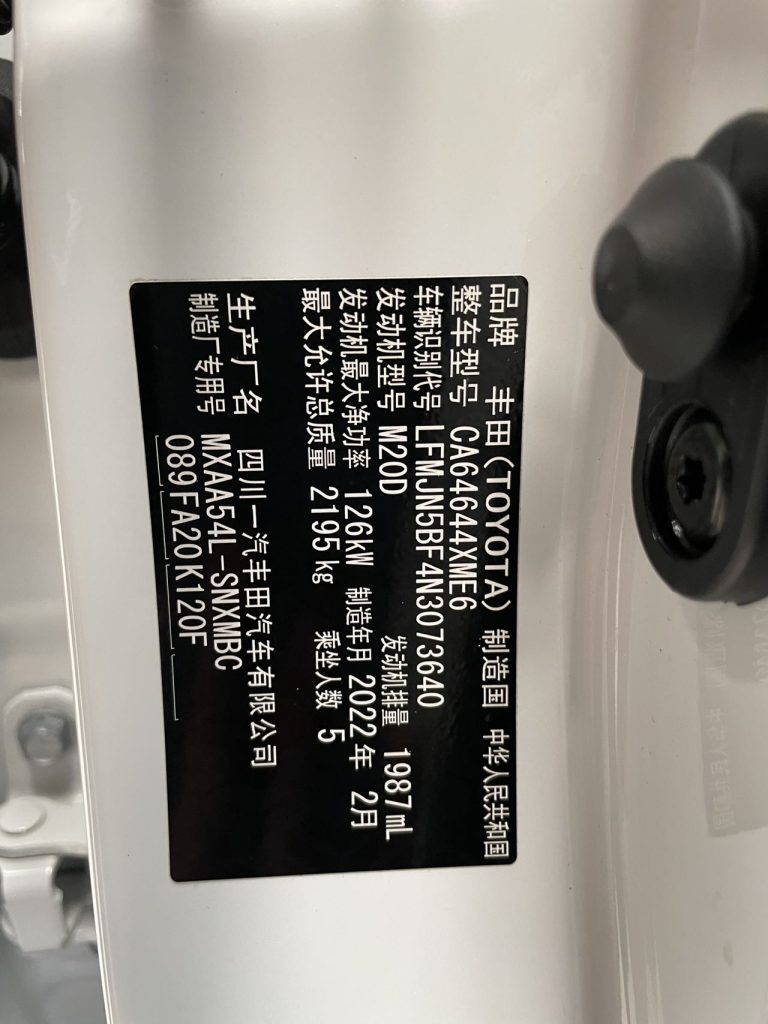 品牌 丰田(TOYOTA) 制造国 中华人民共和国
整车型号 CA64644XME6
车辆识别代号 LFMJN5BF4N3073640
发动机型号 M20D 发动机排量 1987mL
发动机最大净功率 126kW 制造年月 2022年 2月
最大允许总质量 2195kg 乘坐人数 5
生产厂名 四川一汽丰田汽车有限公司
制造厂专用号 MXAA54L-SNXMBC
089FA20K120F